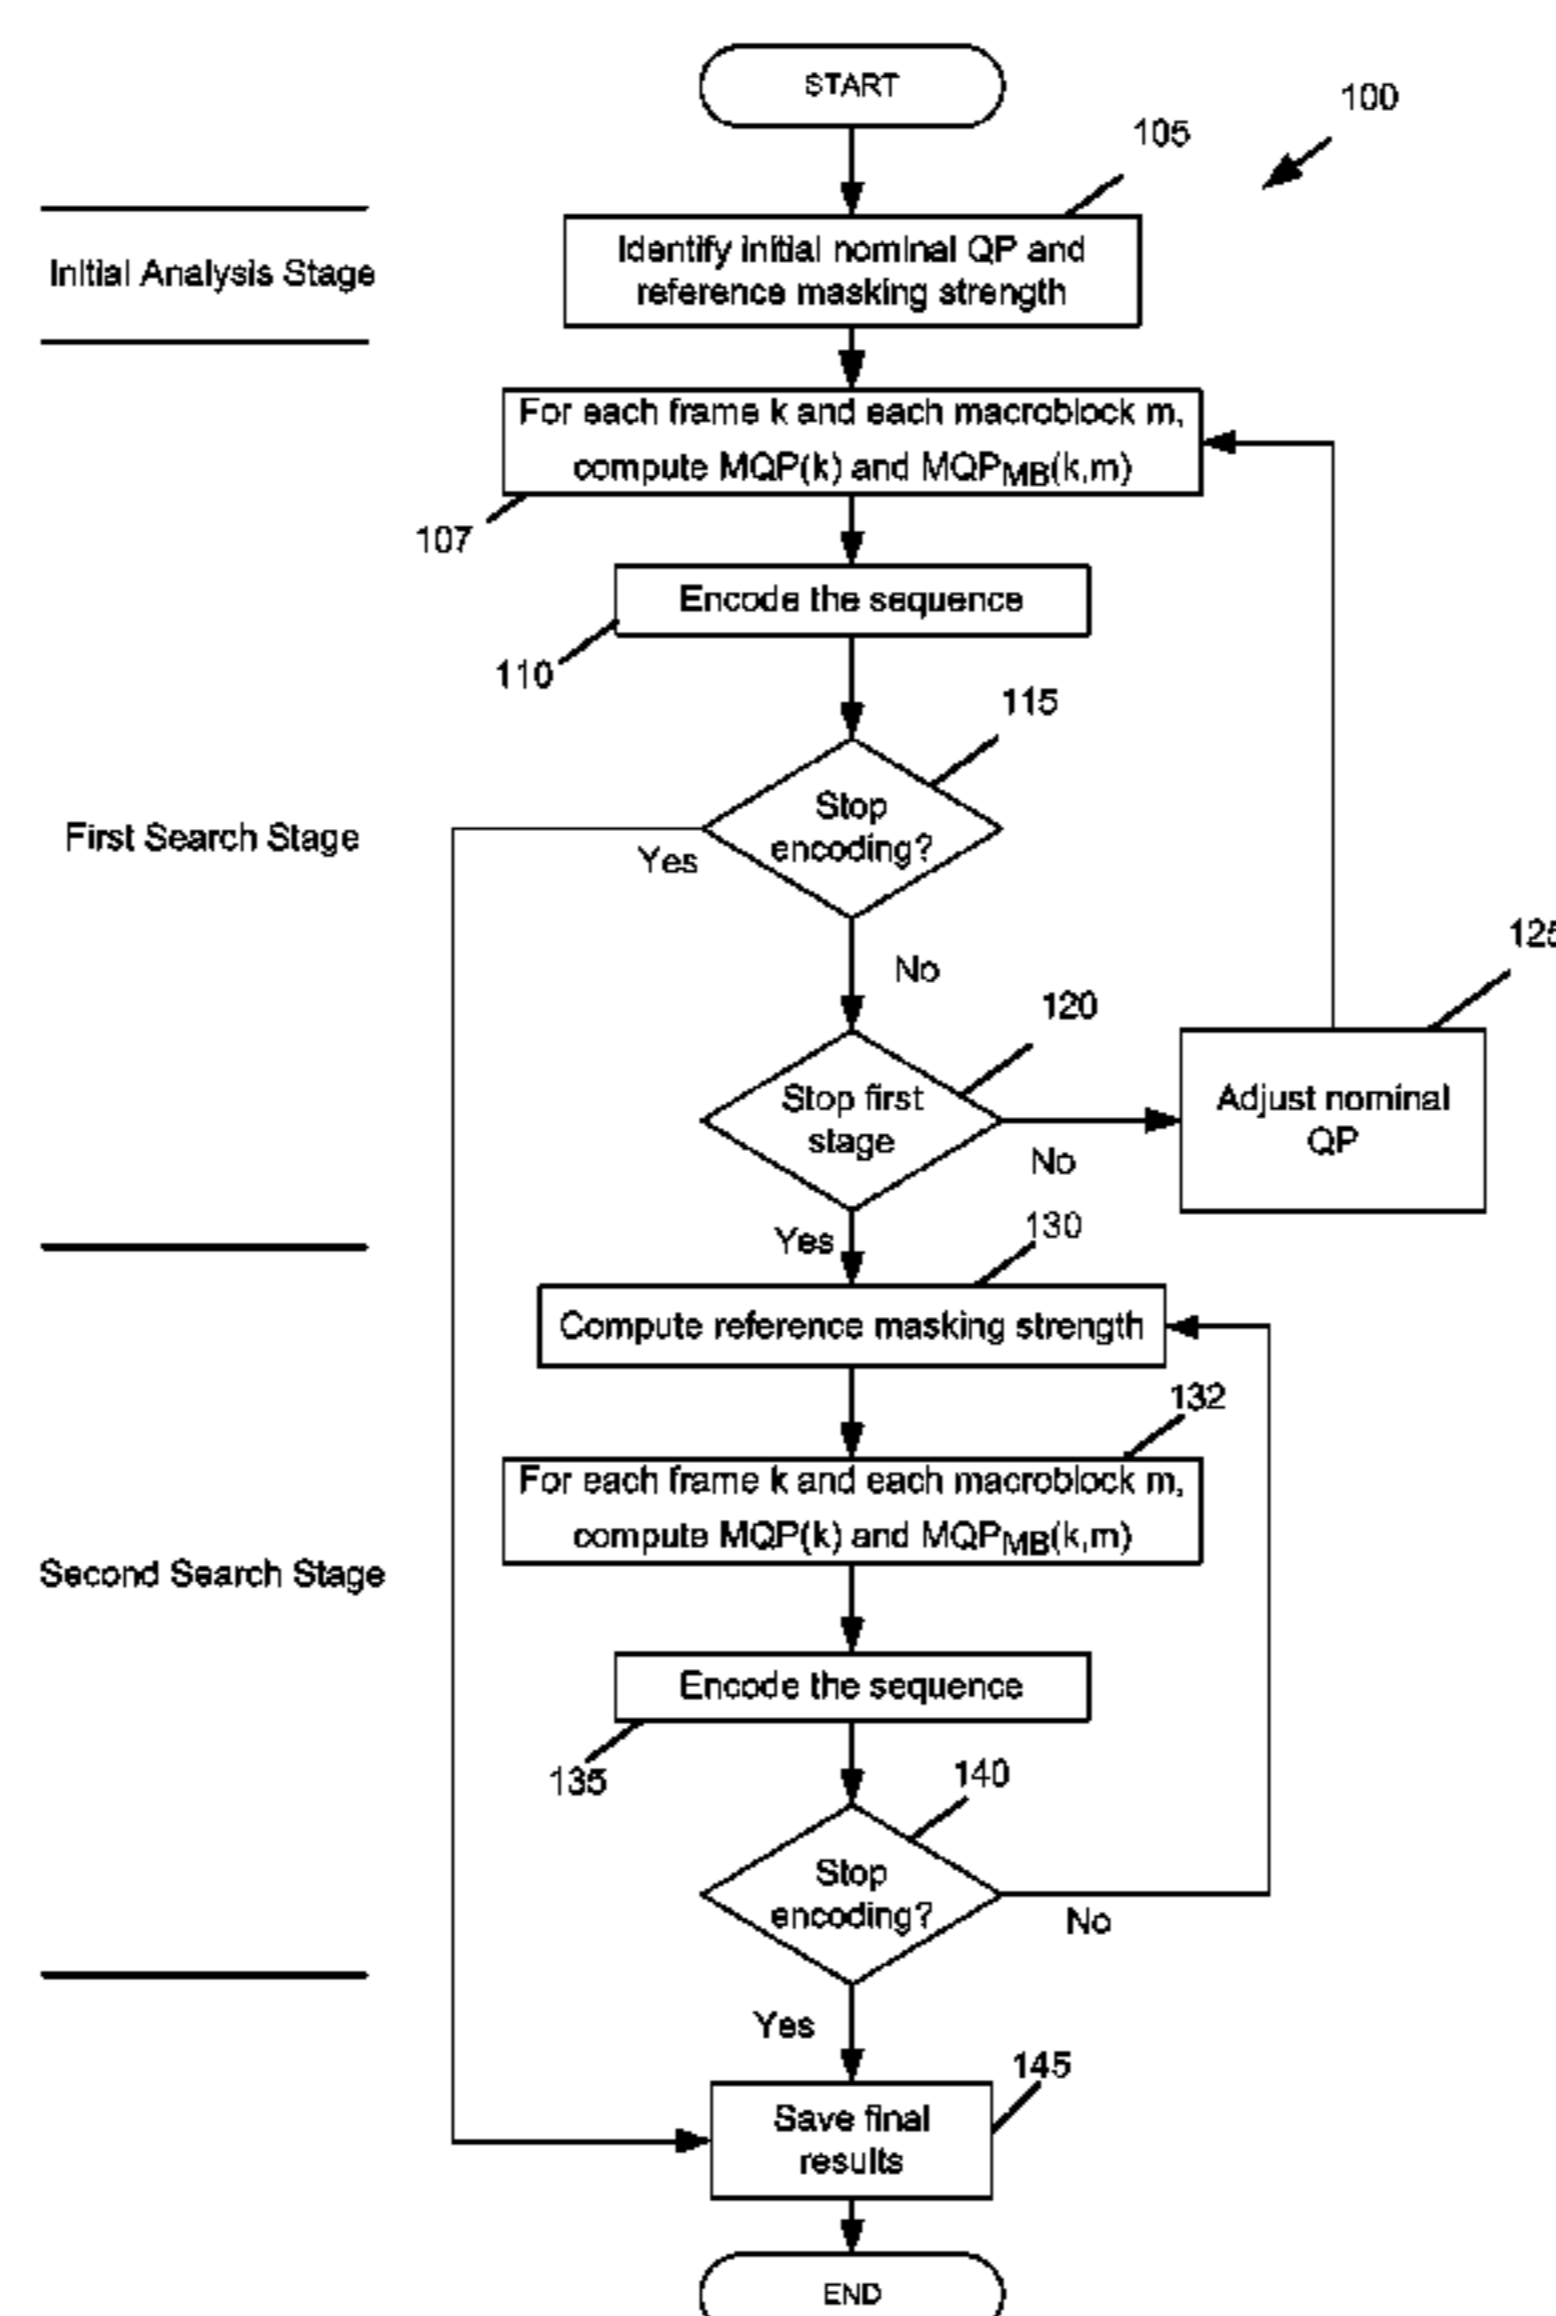 START
100
105
Initial Analysis Stage
Identify initial nominal QP and
reference masking strength
For each frame k and each macroblock m,
compute MQP(k) and MQPMB(k,m)
107
Encode the sequence
110
115
Stop
encoding?
First Search Stage
Yes
No
125
120
Stop first
stage
No
Adjust nominal
QP
Yes
130
Compute reference masking strength
132
For each frame k and each macroblock m,
compute MQP(k) and MQPMB(k,m)
Second Search Stage
Encode the sequence
135
140
Stop
encoding?
No
Yes
145
Save final
results
END